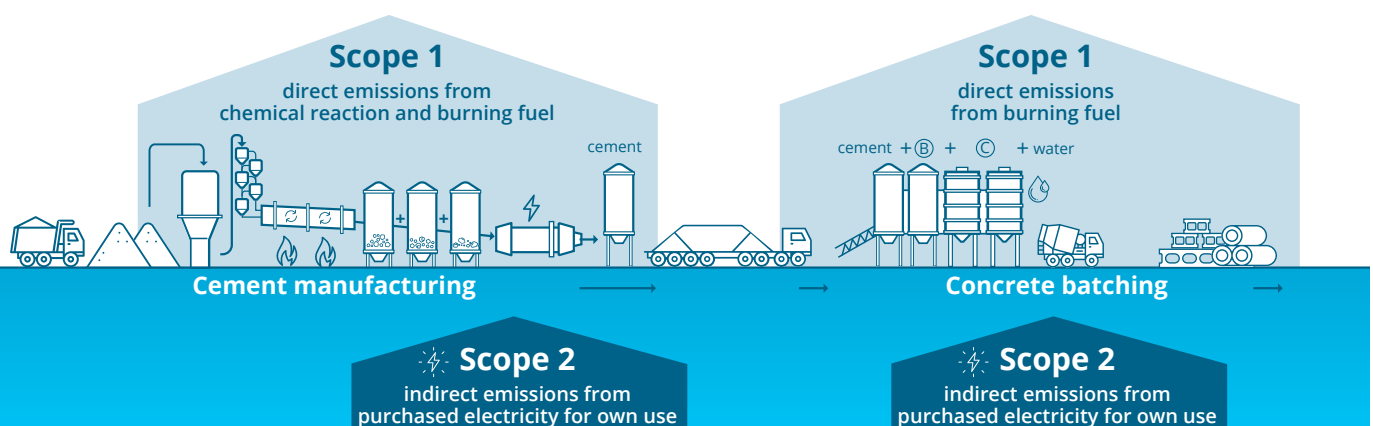 Scope 1
direct emissions from
chemical reaction and burning fuel
cement
Scope 1
direct emissions
from burning fuel
cement + Ⓑ + Ⓒ + water
+ +
Cement manufacturing
Concrete batching
Scope 2
indirect emissions from
purchased electricity for own use
Scope 2
indirect emissions from
purchased electricity for own use